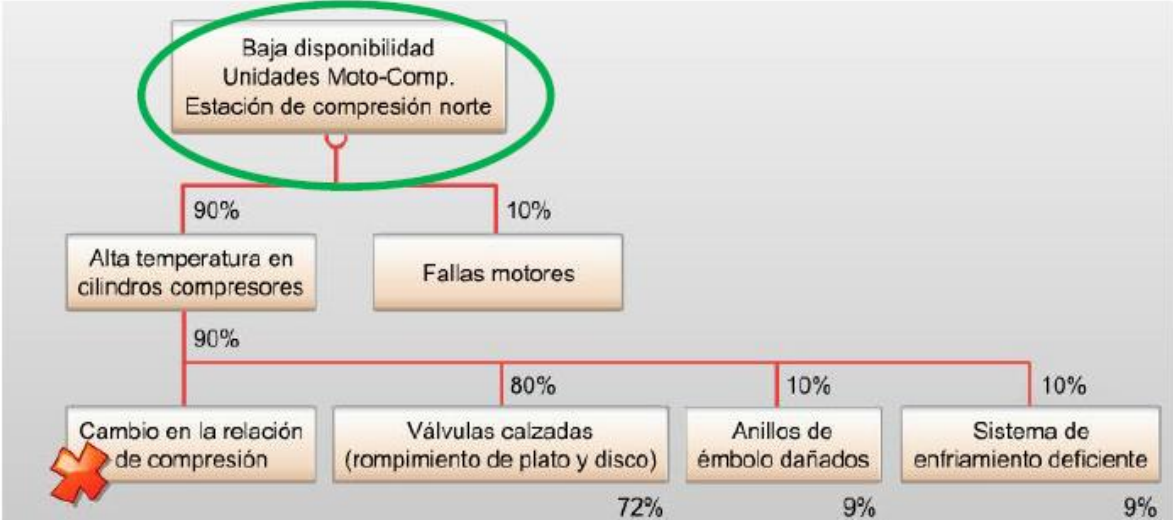 Baja disponibilidad
Unidades Moto-Comp.
Estación de compresión norte
90%
10%
Alta temperatura en
cilindros compresores
Fallas motores
90%
80%
10%
10%
Cambio en la relación
de compresión
Válvulas calzadas
(rompimiento de plato y disco)
Anillos de
émbolo dañados
Sistema de
enfriamiento deficiente
72%
9%
9%